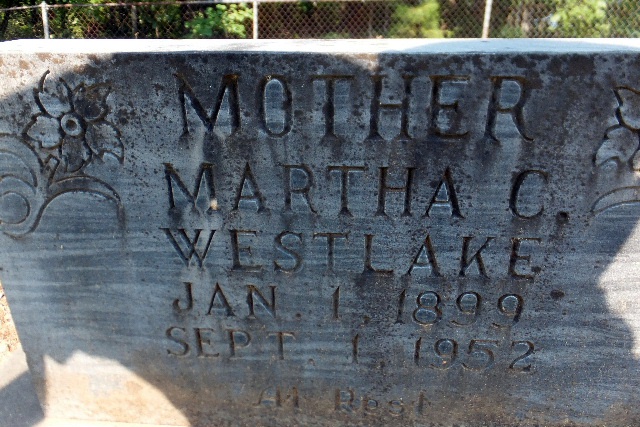 MOTHER
MARTHA C.
WESTLAKE
JAN. 1, 1899
SEPT. 1, 1952
At Rest